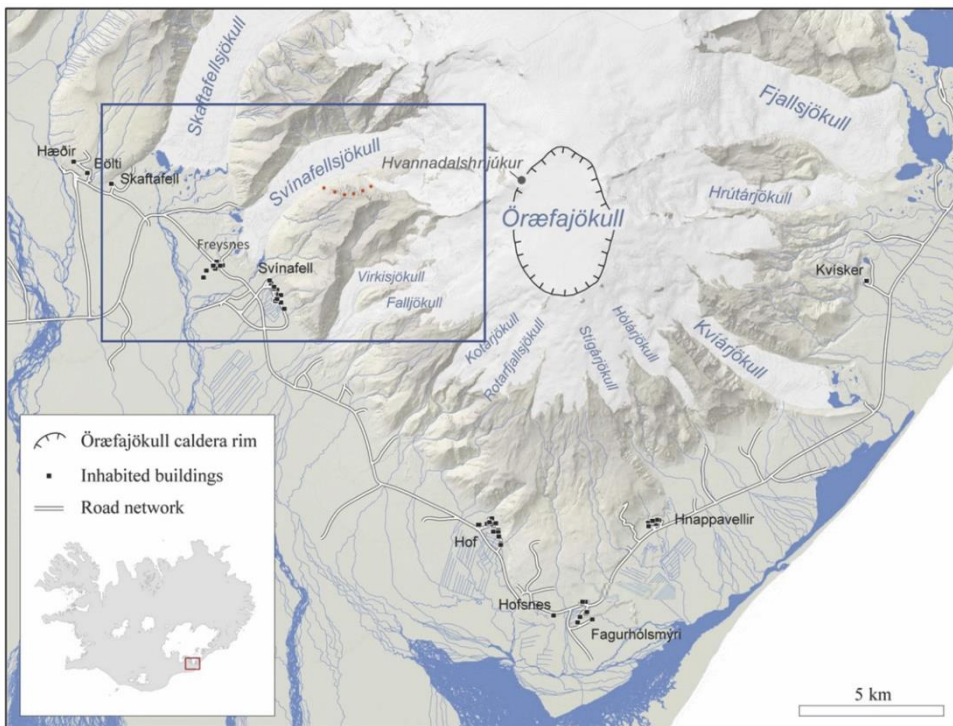 Skaftafellsjökull
Fjallsjökull
Hæðir
Bölti
Skaftafell
Svínafellsjökull
Hvannadalshnjúkur
Hrútárjökull
Öræfajökull
Freysnes
Svínafell
Virkisjökull
Falljökull
Kvísker
Kotárjökull
Rotarfjallsjökull
Stigárjökull
Hólárjökull
Kvíárjökull
Öræfajökull caldera rim
Inhabited buildings
Road network
Hof
Hnappavellir
Hofsnes
Fagurhólsmýri
5 km